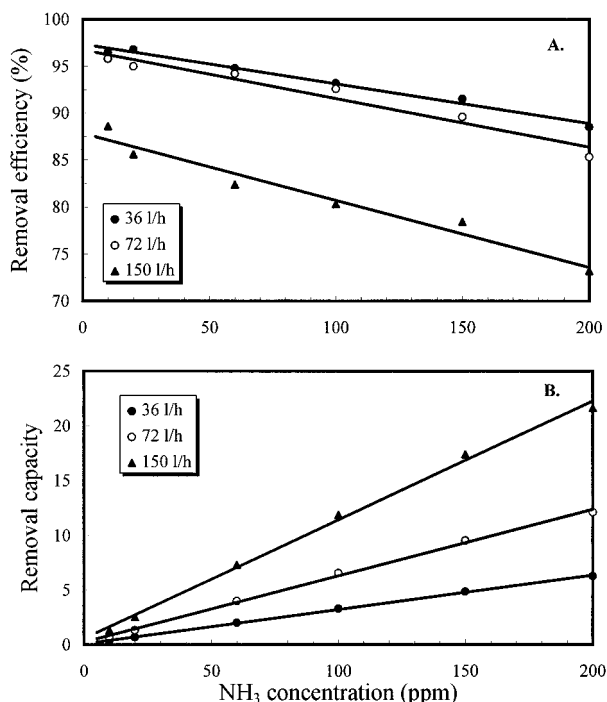 100
95
90
85
80
75
70
Removal efficiency (%)
A.
36 l/h
72 l/h
150 l/h
0
50
100
150
200
25
20
15
10
5
0
Removal capacity
B.
36 l/h
72 l/h
150 l/h
0
50
100
150
200
NH₃ concentration (ppm)